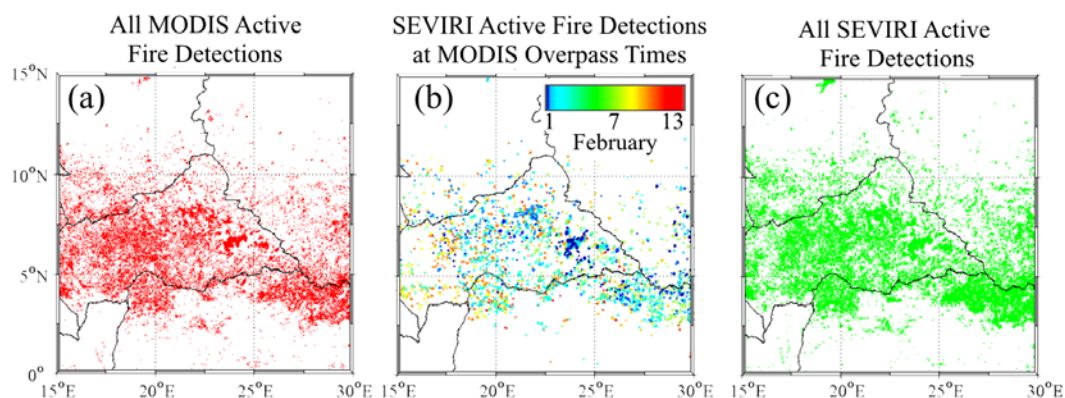 All MODIS Active
Fire Detections
SEVIRI Active Fire Detections
at MODIS Overpass Times
All SEVIRI Active
Fire Detections
15°N
10°N
5°N
0°
(a)
15°E 20°E 25°E 30°E
(b)
1 7 13
February
15°E 20°E 25°E 30°E
(c)
15°E 20°E 25°E 30°E